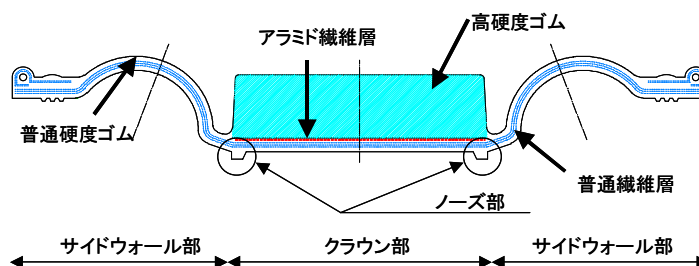 アラミド繊維層
高硬度ゴム
普通硬度ゴム
普通繊維層
ノーズ部
サイドウォール部
クラウン部
サイドウォール部